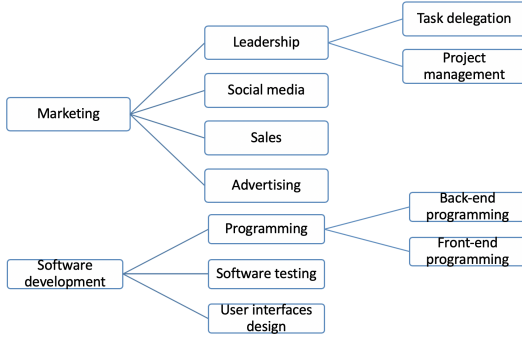 Task delegation
Leadership
Project
management
Social media
Marketing
Sales
Advertising
Back-end
programming
Programming
Front-end
programming
Software
development
Software testing
User interfaces
design